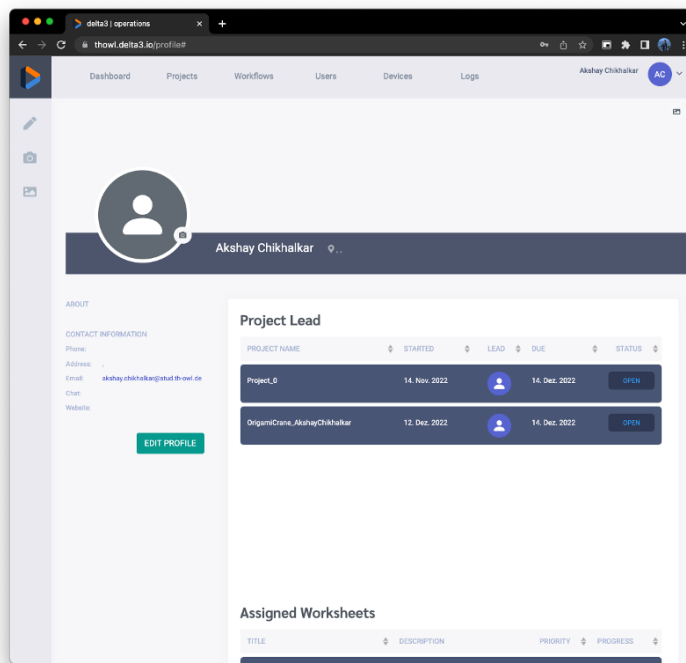 delta3 | operations
thowl.delta3.io/profile#
Dashboard Projects Workflows Users Devices Logs
Akshay Chikhalkar AC
Akshay Chikhalkar , ,
ABOUT
CONTACT INFORMATION
Phone:
Address: ,
Email: akshay.chikhalkar@stud.th-owl.de
Chat:
Website:
EDIT PROFILE
Project Lead
PROJECT NAME STARTED LEAD DUE STATUS
Project_0 14. Nov. 2022 14. Dez. 2022 OPEN
OrigamiCrane_AkshayChikhalkar 12. Dez. 2022 14. Dez. 2022 OPEN
Assigned Worksheets
TITLE DESCRIPTION PRIORITY PROGRESS